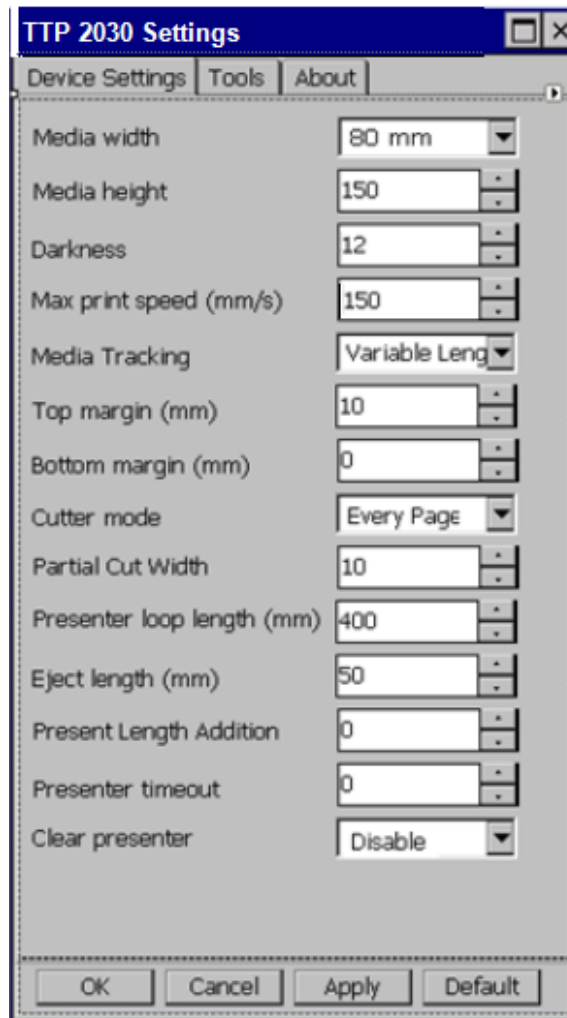 TTP 2030 Settings
Device Settings Tools About
Media width 80 mm
Media height 150
Darkness 12
Max print speed (mm/s) 150
Media Tracking Variable Leng
Top margin (mm) 10
Bottom margin (mm) 0
Cutter mode Every Page
Partial Cut Width 10
Presenter loop length (mm) 400
Eject length (mm) 50
Present Length Addition 0
Presenter timeout 0
Clear presenter Disable
OK Cancel Apply Default